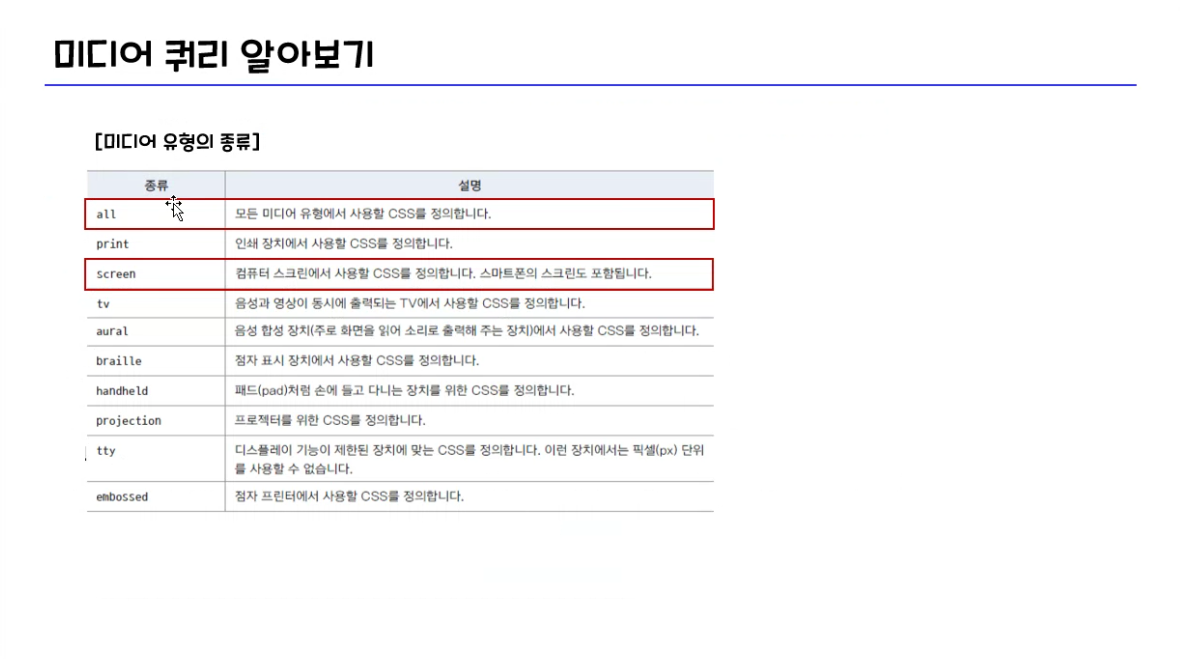 미디어 쿼리 알아보기
[미디어 유형의 종류]
종류 설명
all 모든 미디어 유형에서 사용할 CSS를 정의합니다.
print 인쇄 장치에서 사용할 CSS를 정의합니다.
screen 컴퓨터 스크린에서 사용할 CSS를 정의합니다. 스마트폰의 스크린도 포함됩니다.
tv 음성과 영상이 동시에 출력되는 TV에서 사용할 CSS를 정의합니다.
aural 음성 합성 장치(주로 화면을 읽어 소리로 출력해 주는 장치)에서 사용할 CSS를 정의합니다.
braille 점자 표시 장치에서 사용할 CSS를 정의합니다.
handheld 패드(pad)처럼 손에 들고 다니는 장치를 위한 CSS를 정의합니다.
projection 프로젝터를 위한 CSS를 정의합니다.
tty 디스플레이 기능이 제한된 장치에 맞는 CSS를 정의합니다. 이런 장치에서는 픽셀(px) 단위
를 사용할 수 없습니다.
embossed 점자 프린터에서 사용할 CSS를 정의합니다.